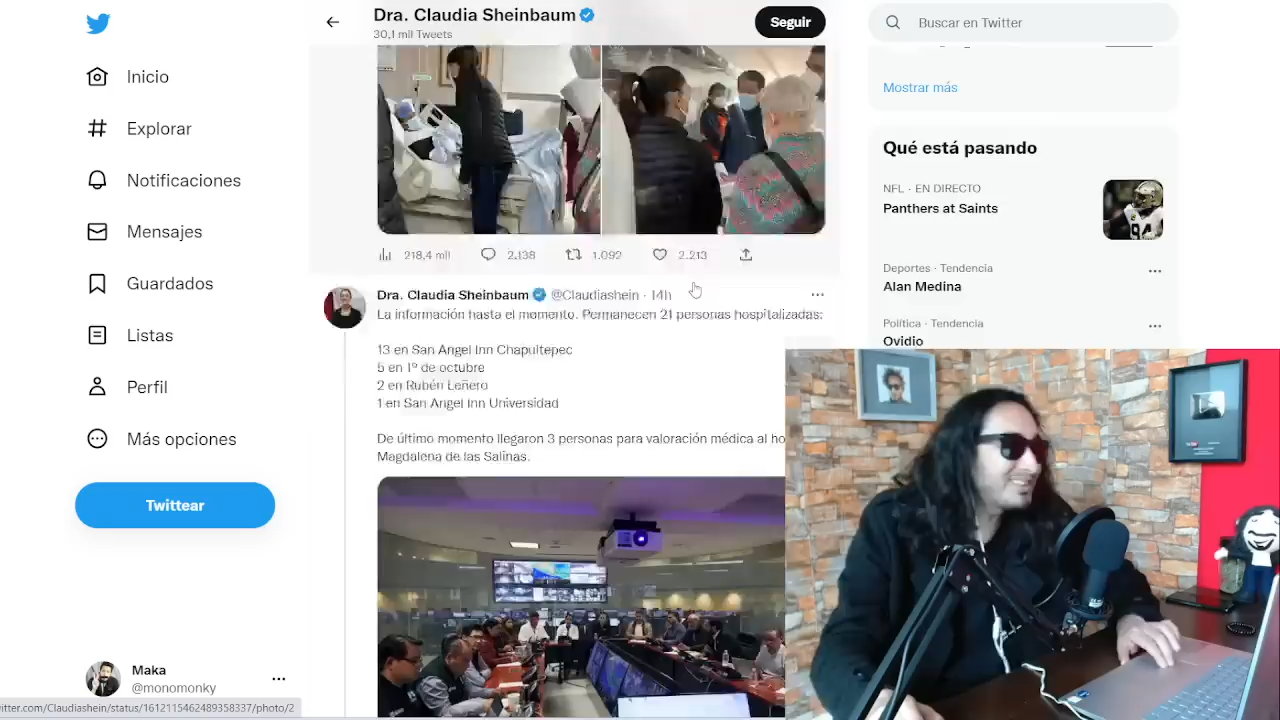 Dra. Claudia Sheinbaum
30,1 mil Tweets
Seguir
Buscar en Twitter
Inicio
Explorar
Notificaciones
Mensajes
Guardados
Listas
Perfil
Más opciones
Twittear
Maka
@monomonky
218,4 mil
2.138
1.092
2.213
Dra. Claudia Sheinbaum @Claudiashein · 14h
La información hasta el momento. Permanecen 21 personas hospitalizadas:
13 en San Angel Inn Chapultepec
5 en 1º de octubre
2 en Rubén Leñero
1 en San Angel Inn Universidad
De último momento llegaron 3 personas para valoración médica al ho
Magdalena de las Salinas.
Mostrar más
Qué está pasando
NFL · EN DIRECTO
Panthers at Saints
Deportes · Tendencia
Alan Medina
Política · Tendencia
Ovidio
witter.com/Claudiashein/status/1612115462489358337/photo/2